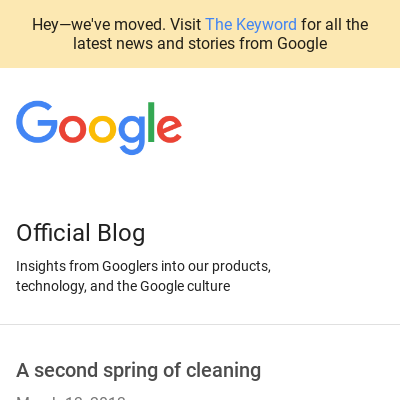 Hey—we've moved. Visit The Keyword for all the
latest news and stories from Google
Google
Official Blog
Insights from Googlers into our products,
technology, and the Google culture
A second spring of cleaning